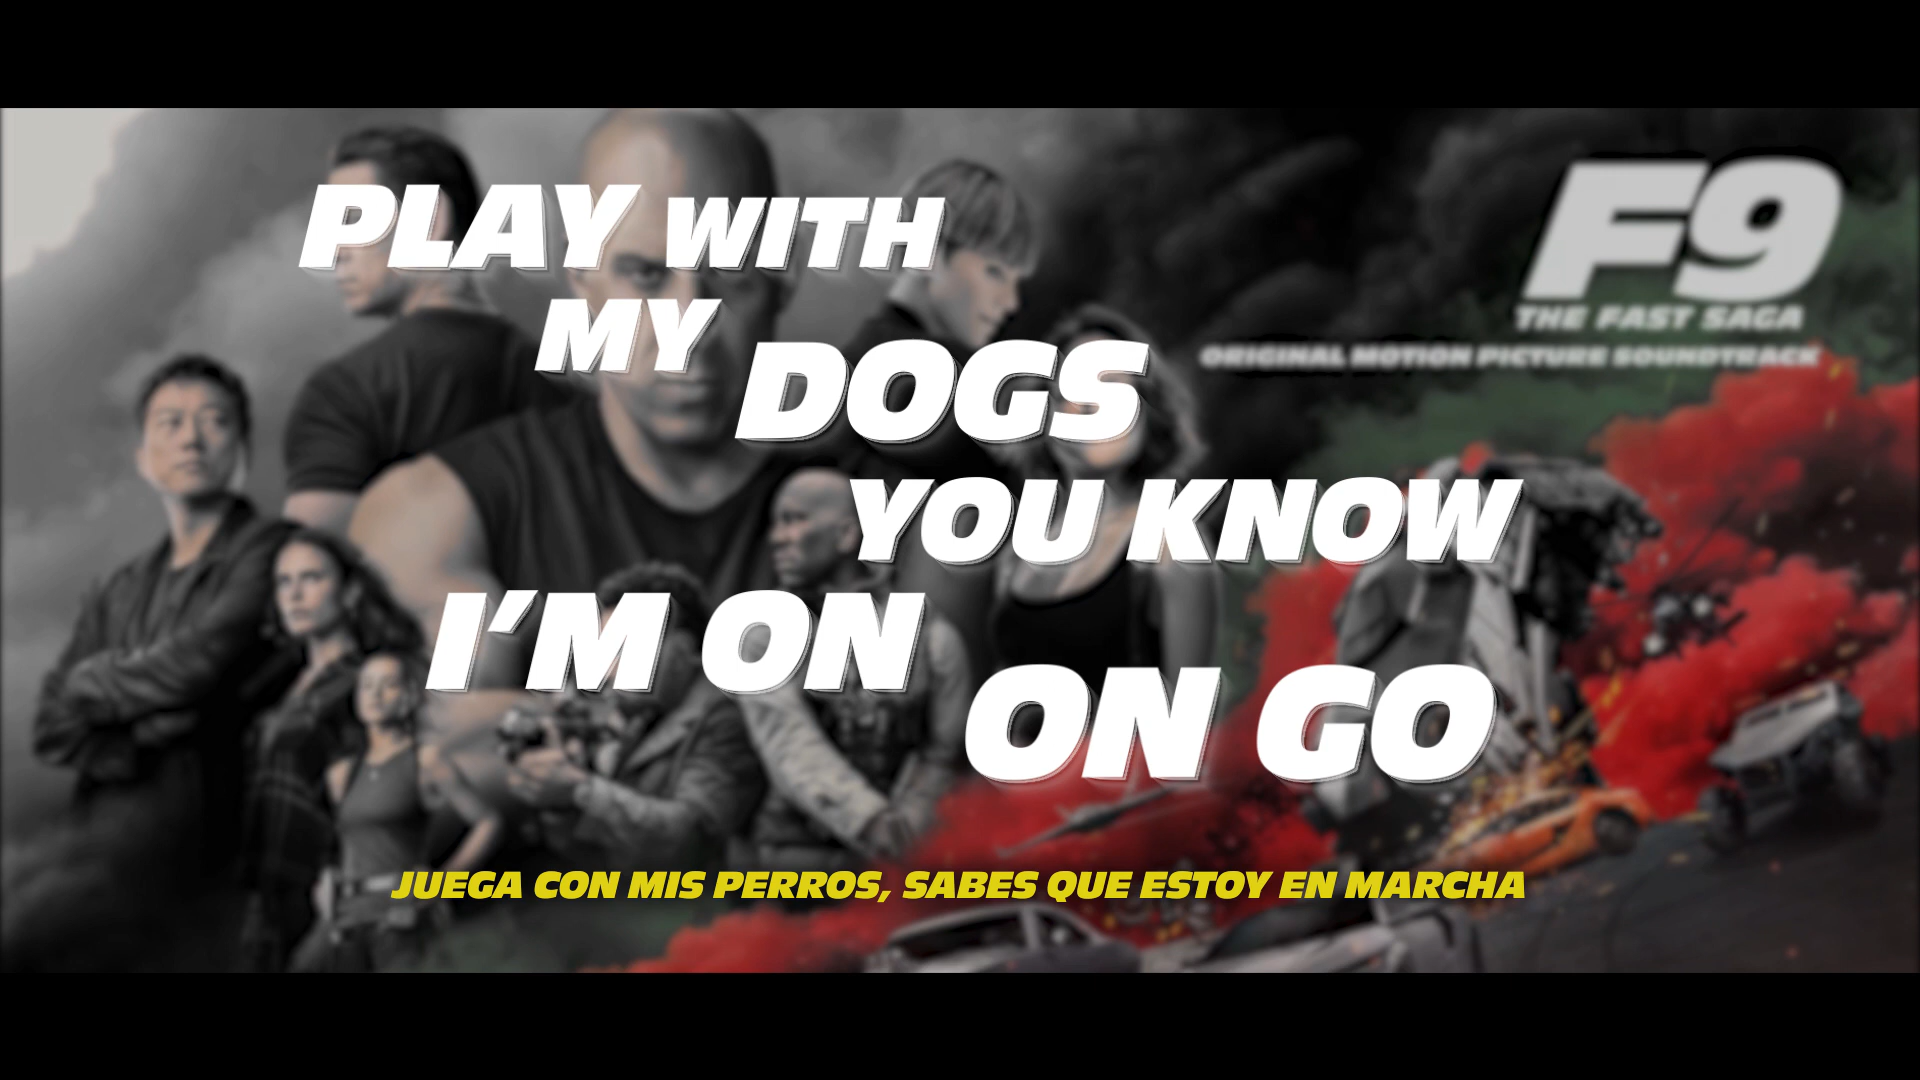 PLAY WITH
MY
DOGS
YOU KNOW
I'M ON
ON GO
F9
THE FAST SAGA
ORIGINAL MOTION PICTURE SOUNDTRACK
JUEGA CON MIS PERROS, SABES QUE ESTOY EN MARCHA